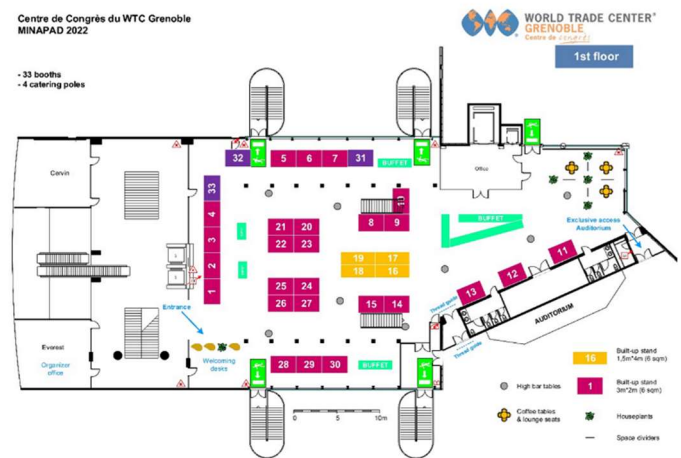 Centre de Congrès du WTC Grenoble
MINAPAD 2022
WORLD TRADE CENTER®
GRENOBLE
Centre de congrès
1st floor
- 33 booths
- 4 catering poles
32
5
6
7
31
BUFFET
Cervin
Office
33
10
4
8
9
BUFFET
Exclusive access
Auditorium
3
21
20
22
23
19
17
18
16
11
2
12
1
25
24
26
27
13
15
14
Entrance
AUDITORIUM
Everest
Organizer
office
Welcoming
desks
28
29
30
BUFFET
16
Built-up stand
1,5m*4m (6 sqm)
High bar tables
1
Built-up stand
3m*2m (6 sqm)
Coffee tables
& lounge seats
Houseplants
Space dividers
0
5
10m